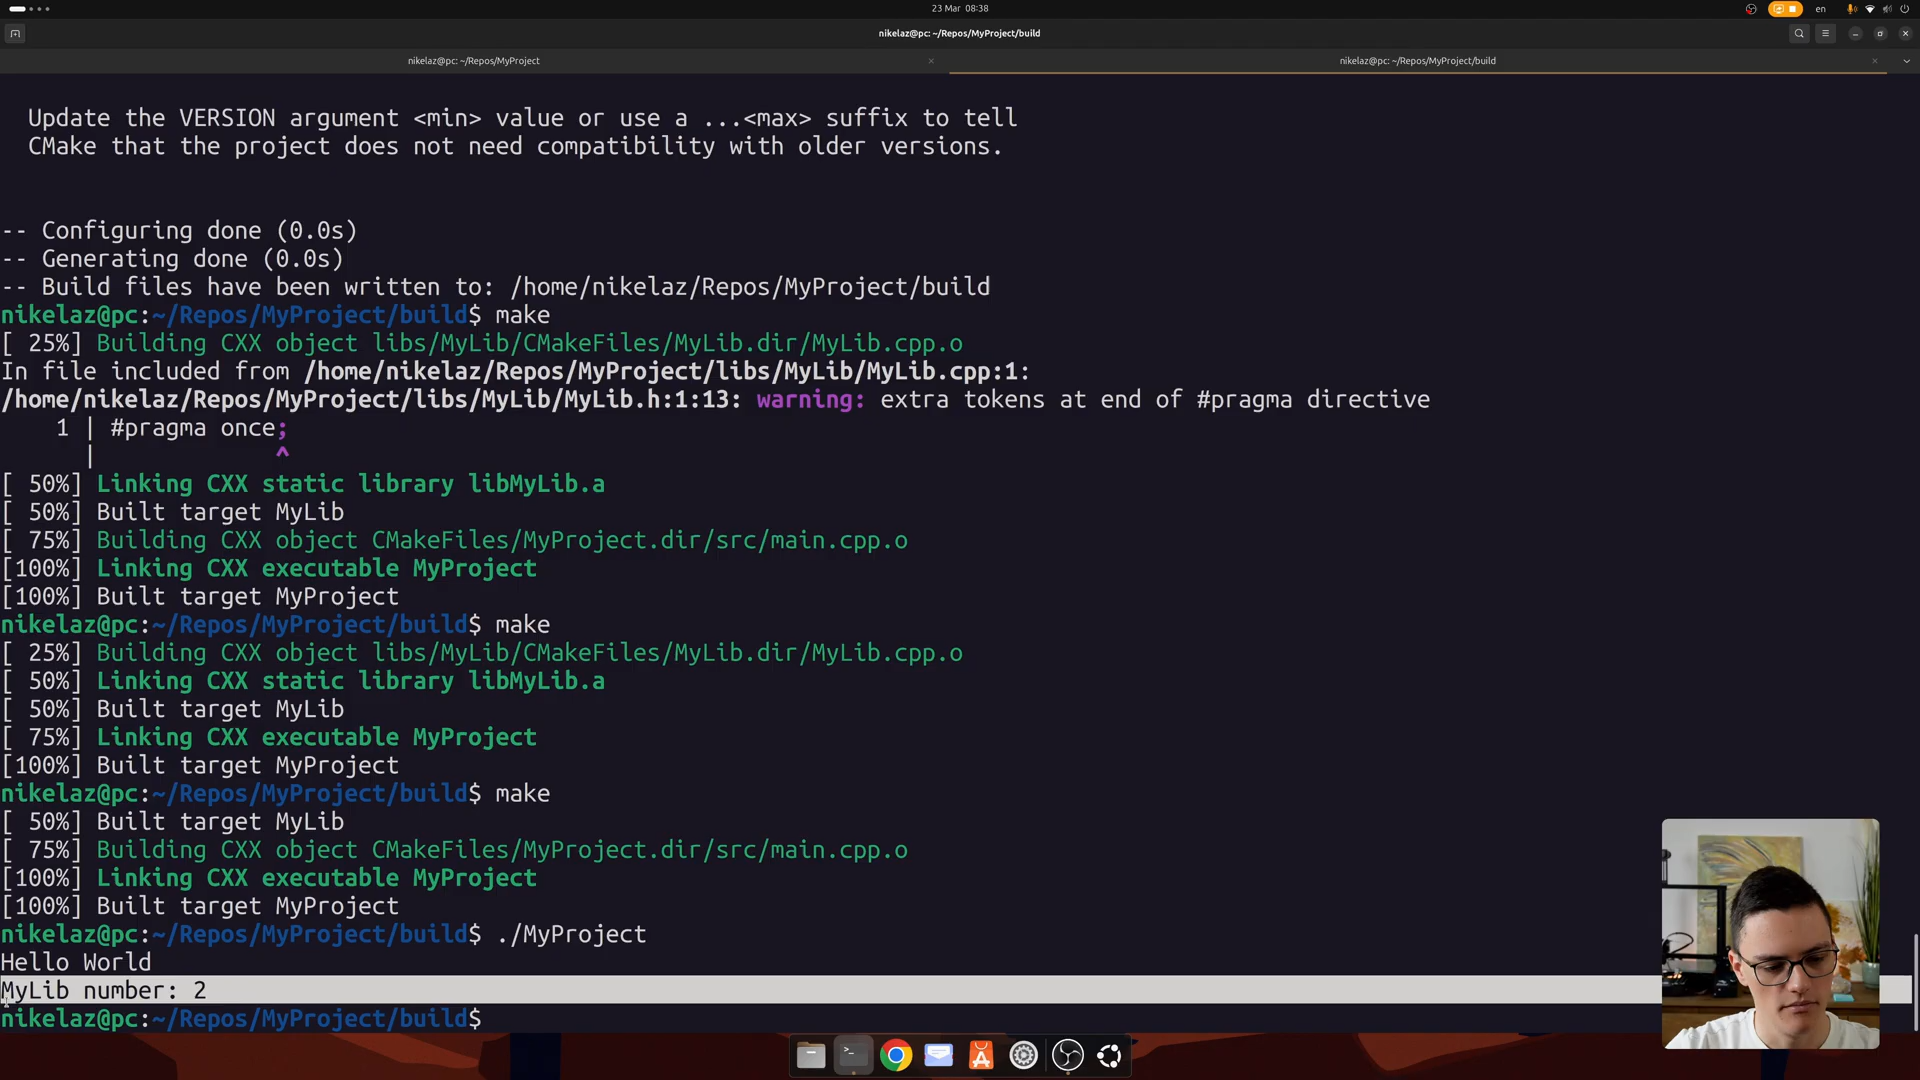 23 Mar 08:38
en
nikelaz@pc: ~/Repos/MyProject/build
nikelaz@pc: ~/Repos/MyProject
nikelaz@pc: ~/Repos/MyProject/build
Update the VERSION argument <min> value or use a ...<max> suffix to tell
CMake that the project does not need compatibility with older versions.
-- Configuring done (0.0s)
-- Generating done (0.0s)
-- Build files have been written to: /home/nikelaz/Repos/MyProject/build
nikelaz@pc:~/Repos/MyProject/build$ make
[ 25%] Building CXX object libs/MyLib/CMakeFiles/MyLib.dir/MyLib.cpp.o
In file included from /home/nikelaz/Repos/MyProject/libs/MyLib/MyLib.cpp:1:
/home/nikelaz/Repos/MyProject/libs/MyLib/MyLib.h:1:13: warning: extra tokens at end of #pragma directive
1 | #pragma once;
| ^
[ 50%] Linking CXX static library libMyLib.a
[ 50%] Built target MyLib
[ 75%] Building CXX object CMakeFiles/MyProject.dir/src/main.cpp.o
[100%] Linking CXX executable MyProject
[100%] Built target MyProject
nikelaz@pc:~/Repos/MyProject/build$ make
[ 25%] Building CXX object libs/MyLib/CMakeFiles/MyLib.dir/MyLib.cpp.o
[ 50%] Linking CXX static library libMyLib.a
[ 50%] Built target MyLib
[ 75%] Linking CXX executable MyProject
[100%] Built target MyProject
nikelaz@pc:~/Repos/MyProject/build$ make
[ 50%] Built target MyLib
[ 75%] Building CXX object CMakeFiles/MyProject.dir/src/main.cpp.o
[100%] Linking CXX executable MyProject
[100%] Built target MyProject
nikelaz@pc:~/Repos/MyProject/build$ ./MyProject
Hello World
MyLib number: 2
nikelaz@pc:~/Repos/MyProject/build$